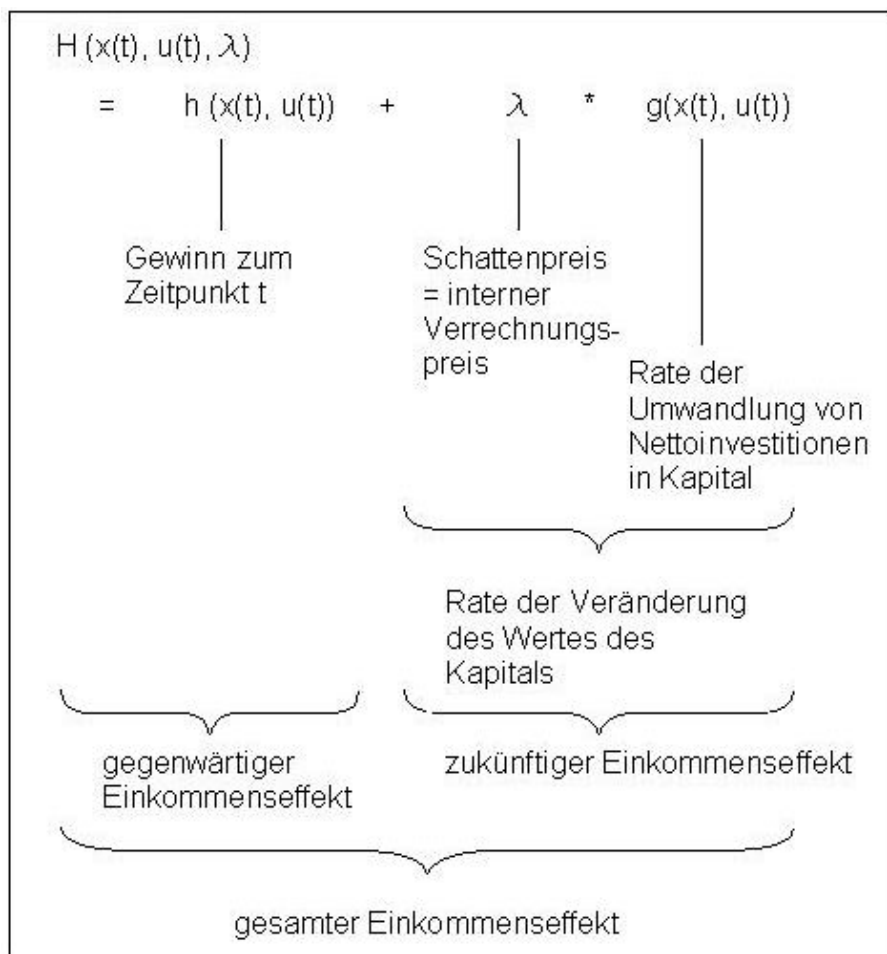 H (x(t), u(t), λ)
= h (x(t), u(t)) + λ * g(x(t), u(t))
Gewinn zum
Zeitpunkt t
Schattenpreis
= interner
Verrechnungs-
preis
Rate der
Umwandlung von
Nettoinvestitionen
in Kapital
Rate der Veränderung
des Wertes des
Kapitals
gegenwärtiger
Einkommenseffekt
zukünftiger Einkommenseffekt
gesamter Einkommenseffekt